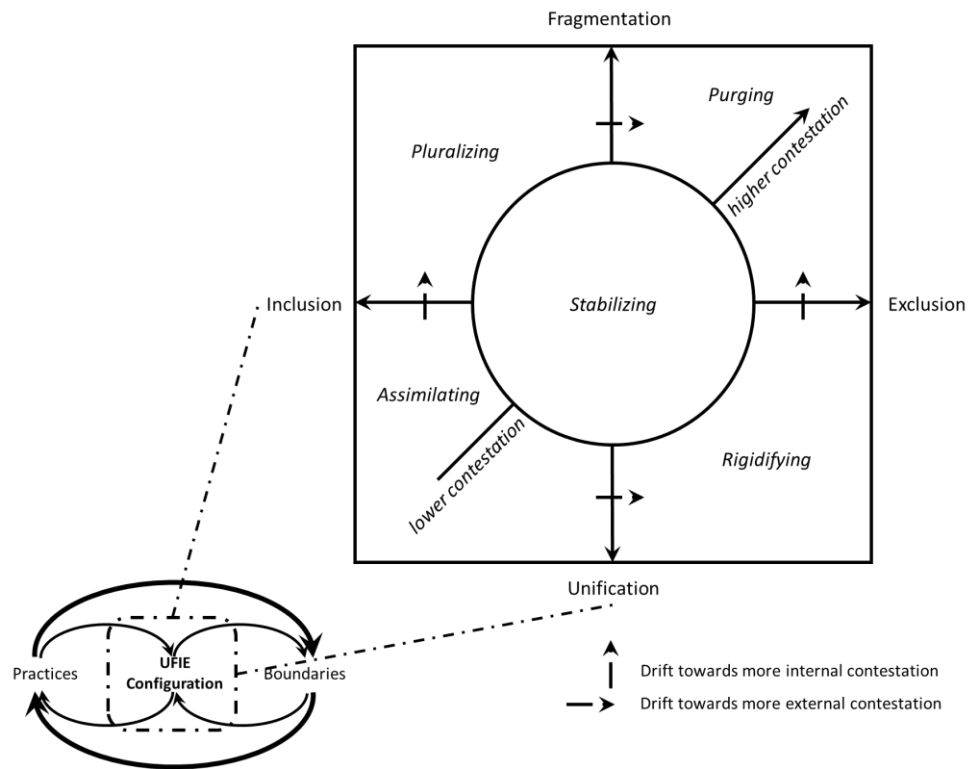 Fragmentation
Purging
Pluralizing
higher contestation
Inclusion
Stabilizing
Exclusion
Assimilating
lower contestation
Rigidifying
Unification
Practices
UFIE
Configuration
Boundaries
Drift towards more internal contestation
Drift towards more external contestation